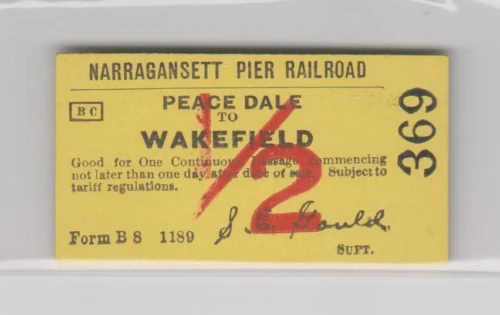 NARRAGANSETT PIER RAILROAD
BC
PEACE DALE
TO
WAKEFIELD
Good for One Continuous Passage commencing
not later than one day after date of sale. Subject to
tariff regulations.
1/2
S. E. Gould.
SUPT.
Form B 8 1189
369